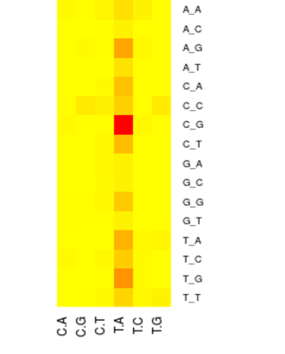 A_A
A_C
A_G
A_T
C_A
C_C
C_G
C_T
G_A
G_C
G_G
G_T
T_A
T_C
T_G
T_T
C.A
C.G
C.T
T.A
T.C
T.G